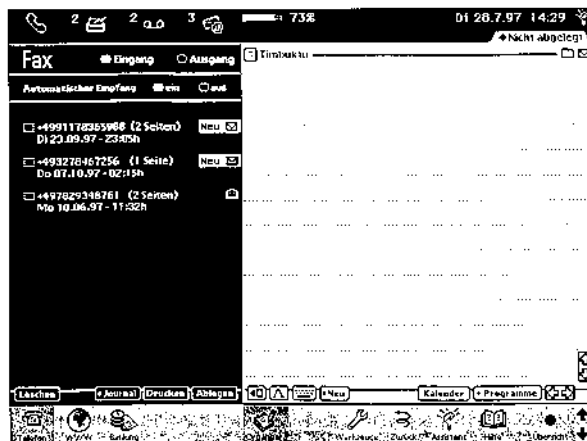 2 2 3 73% DI 28.7.97 14:29
Nicht abgelegt
Fax Eingang Ausgang Timbuktu
Automatischer Empfang ein aus
+4991178365988 (2 Seiten) Neu
Di 23.09.97 - 23:05h
+493278467256 (1 Seite) Neu
Do 07.10.97 - 02:15h
+497829348761 (2 Seiten)
Mo 10.06.97 - 11:32h
Löschen Journal Drucken Ablegen A Neu Kalender Programme
Telefon WWW Banking Werkzeuge Zurück Assistent Extras Übersicht